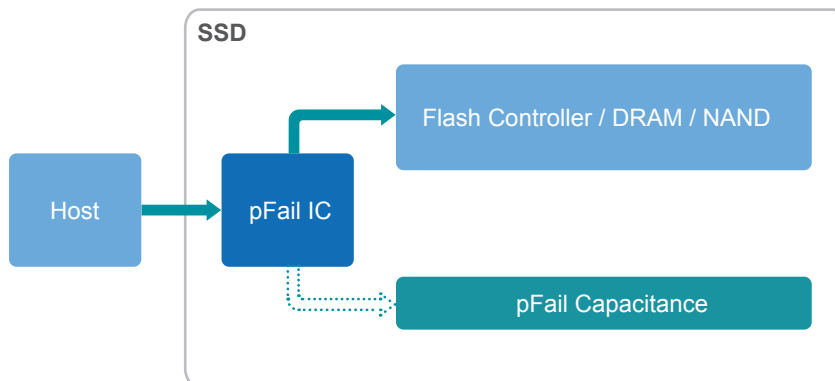 SSD
Flash Controller / DRAM / NAND
Host
pFail IC
pFail Capacitance